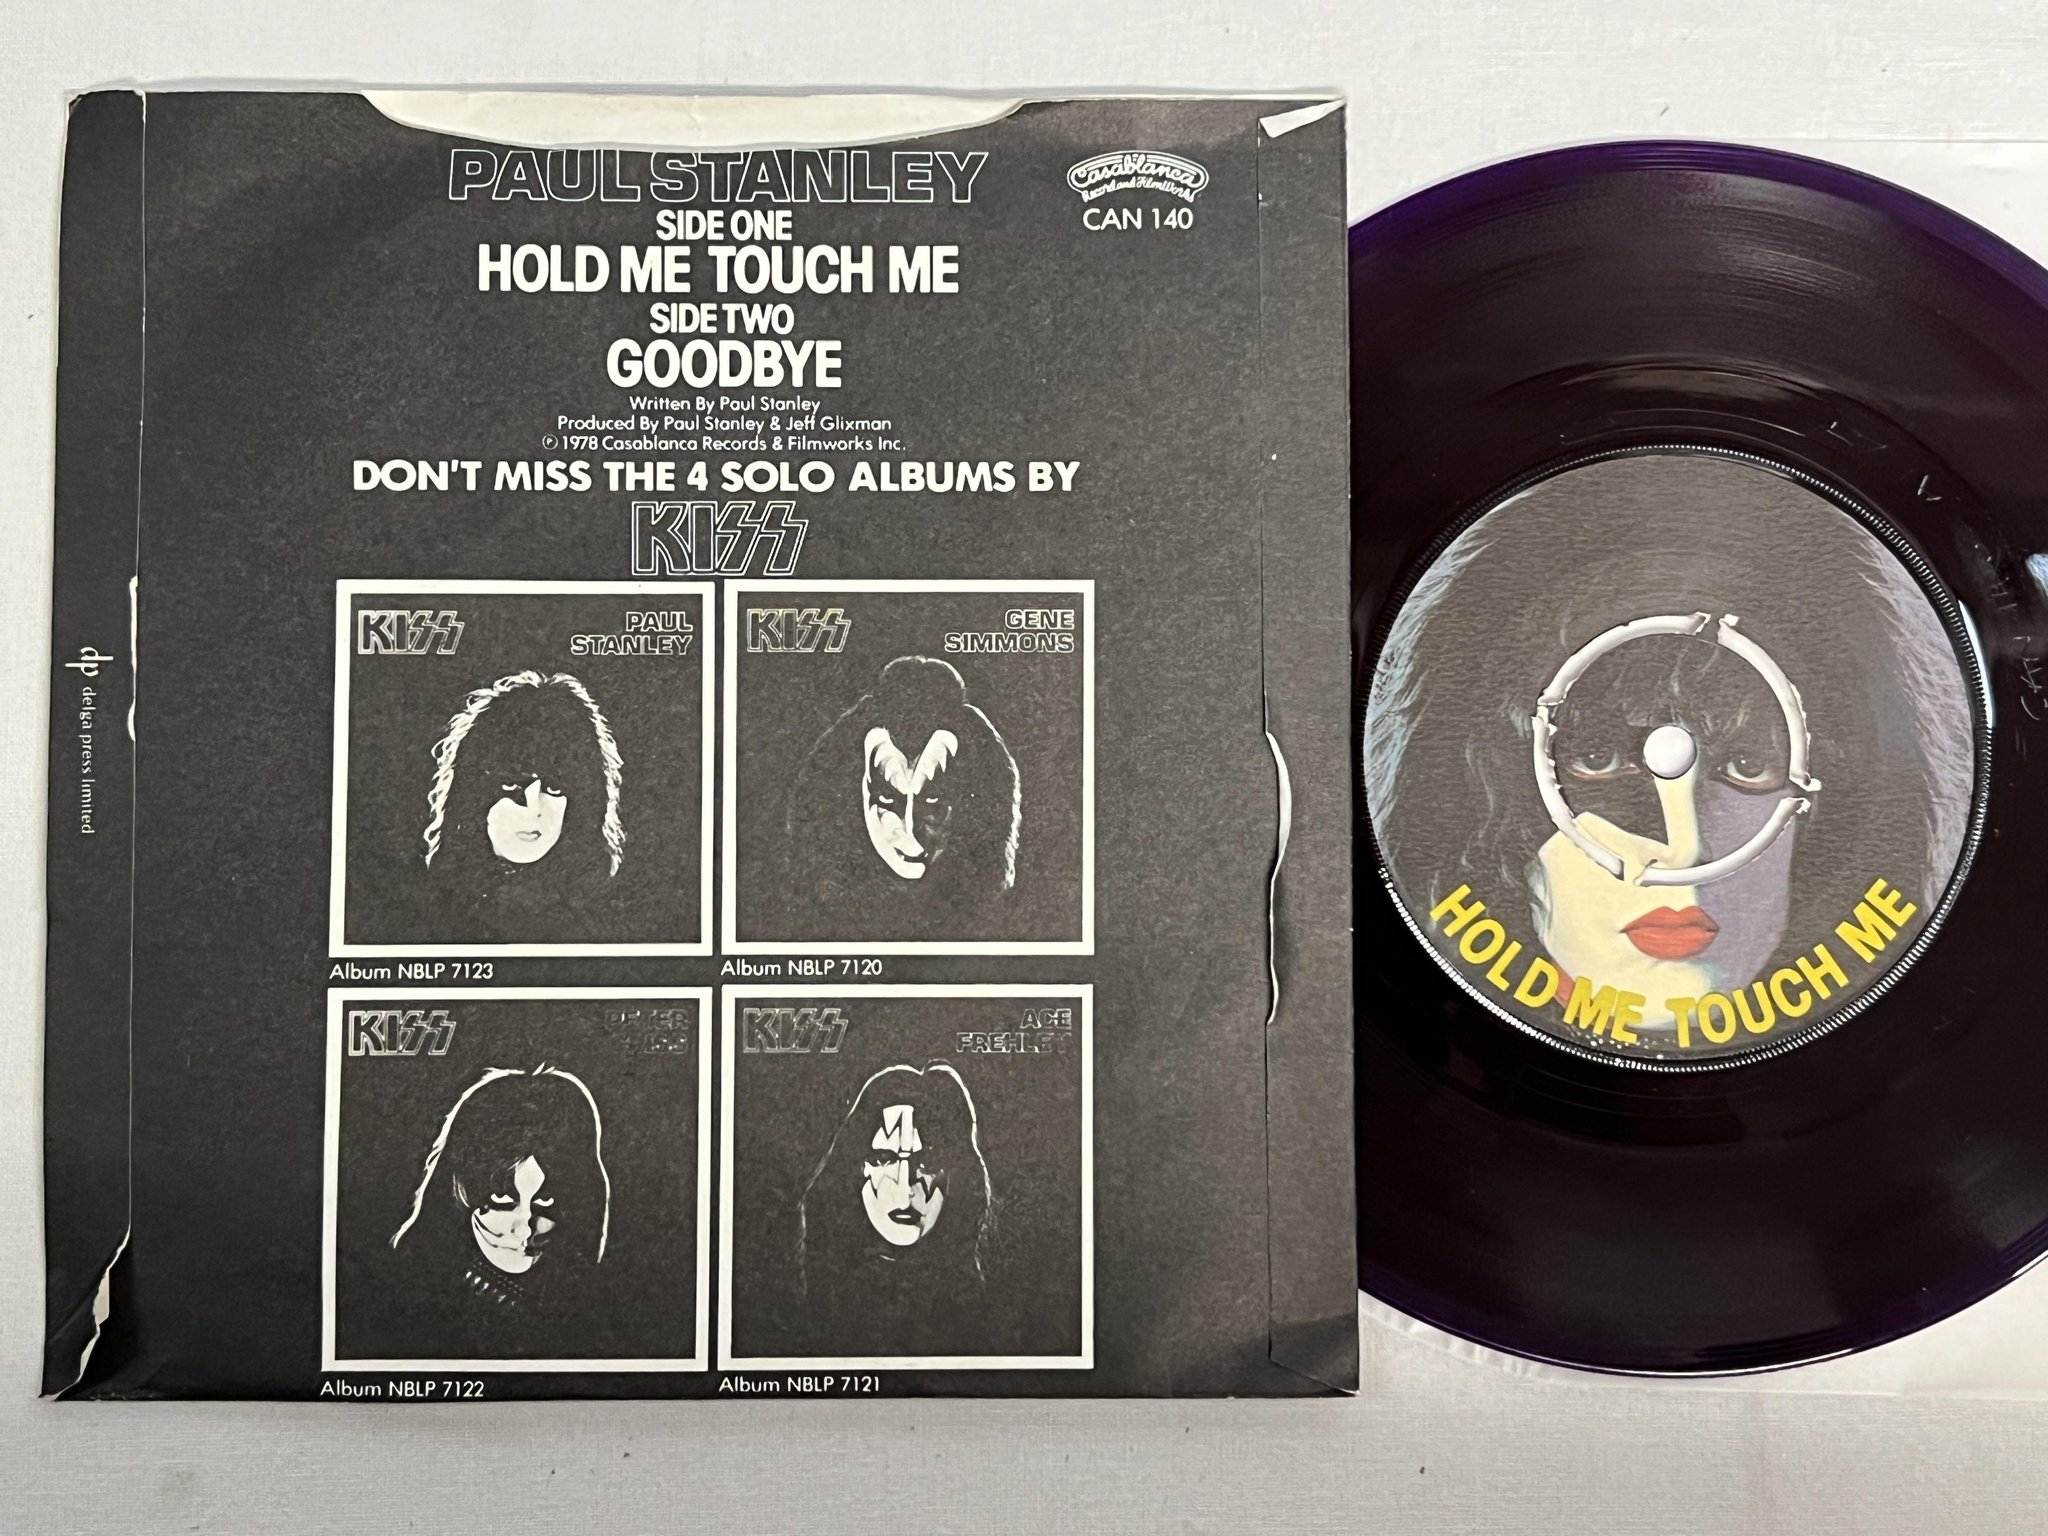 PAUL STANLEY
Casablanca
Record and FilmWorks
CAN 140
SIDE ONE
HOLD ME TOUCH ME
SIDE TWO
GOODBYE
Written By Paul Stanley
Produced By Paul Stanley & Jeff Glixman
℗ 1978 Casablanca Records & Filmworks Inc.
DON'T MISS THE 4 SOLO ALBUMS BY
KISS
KISS
PAUL
STANLEY
Album NBLP 7123
KISS
GENE
SIMMONS
Album NBLP 7120
KISS
PETER
CRISS
Album NBLP 7122
KISS
ACE
FREHLEY
Album NBLP 7121
dp delga press limited
HOLD ME TOUCH ME